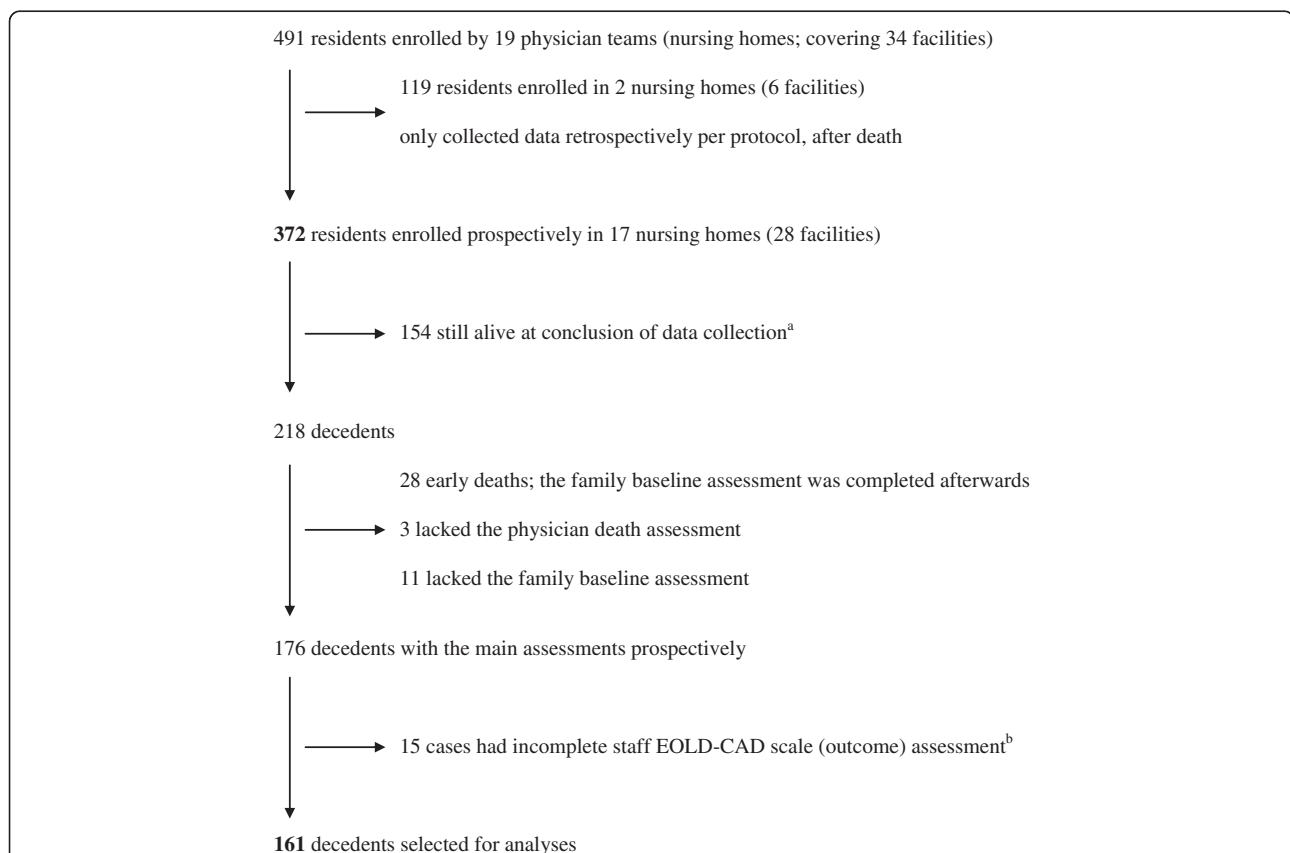 491 residents enrolled by 19 physician teams (nursing homes; covering 34 facilities)
119 residents enrolled in 2 nursing homes (6 facilities)
only collected data retrospectively per protocol, after death
372 residents enrolled prospectively in 17 nursing homes (28 facilities)
154 still alive at conclusion of data collectionᵃ
218 decedents
28 early deaths; the family baseline assessment was completed afterwards
3 lacked the physician death assessment
11 lacked the family baseline assessment
176 decedents with the main assessments prospectively
15 cases had incomplete staff EOLD-CAD scale (outcome) assessmentᵇ
161 decedents selected for analyses